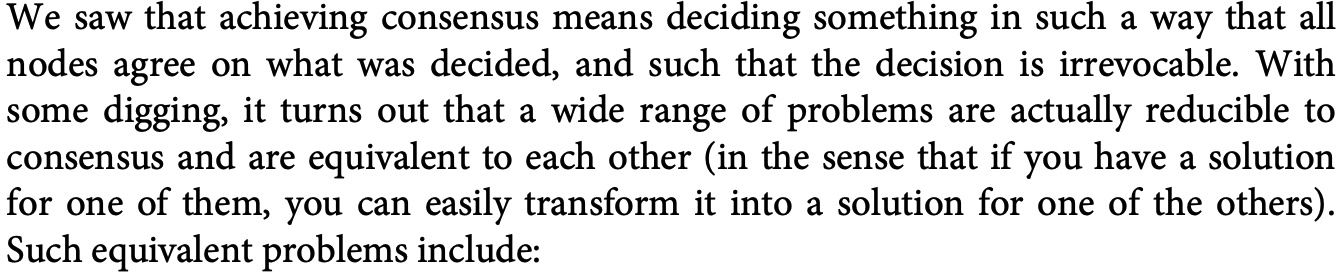 We saw that achieving consensus means deciding something in such a way that all
nodes agree on what was decided, and such that the decision is irrevocable. With
some digging, it turns out that a wide range of problems are actually reducible to
consensus and are equivalent to each other (in the sense that if you have a solution
for one of them, you can easily transform it into a solution for one of the others).
Such equivalent problems include: